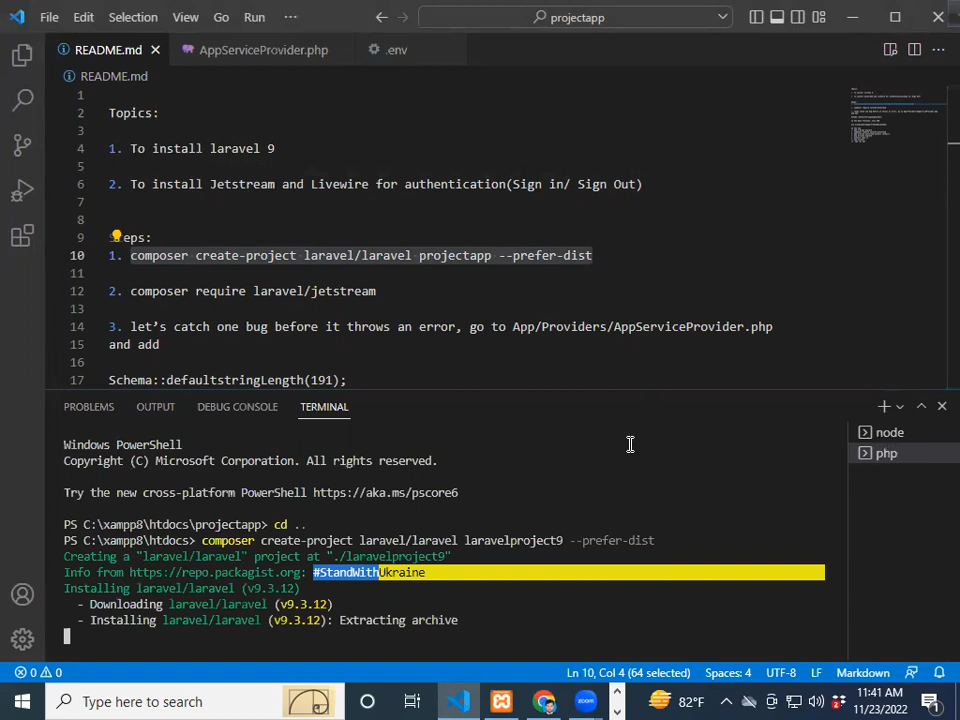 File Edit Selection View Go Run ··· projectapp
README.md AppServiceProvider.php .env
README.md
1
2 Topics:
3
4 1. To install laravel 9
5
6 2. To install Jetstream and Livewire for authentication(Sign in/ Sign Out)
7
8
9 Steps:
10 1. composer create-project laravel/laravel projectapp --prefer-dist
11
12 2. composer require laravel/jetstream
13
14 3. let’s catch one bug before it throws an error, go to App/Providers/AppServiceProvider.php
15 and add
16
17 Schema::defaultstringLength(191);
PROBLEMS OUTPUT DEBUG CONSOLE TERMINAL
node
php
Windows PowerShell
Copyright (C) Microsoft Corporation. All rights reserved.
Try the new cross-platform PowerShell https://aka.ms/pscore6
PS C:\xampp8\htdocs\projectapp> cd ..
PS C:\xampp8\htdocs> composer create-project laravel/laravel laravelproject9 --prefer-dist
Creating a "laravel/laravel" project at "./laravelproject9"
Info from https://repo.packagist.org: #StandWithUkraine
Installing laravel/laravel (v9.3.12)
- Downloading laravel/laravel (v9.3.12)
- Installing laravel/laravel (v9.3.12): Extracting archive
0 0 Ln 10, Col 4 (64 selected) Spaces: 4 UTF-8 LF Markdown
Type here to search 82°F 11:41 AM
11/23/2022